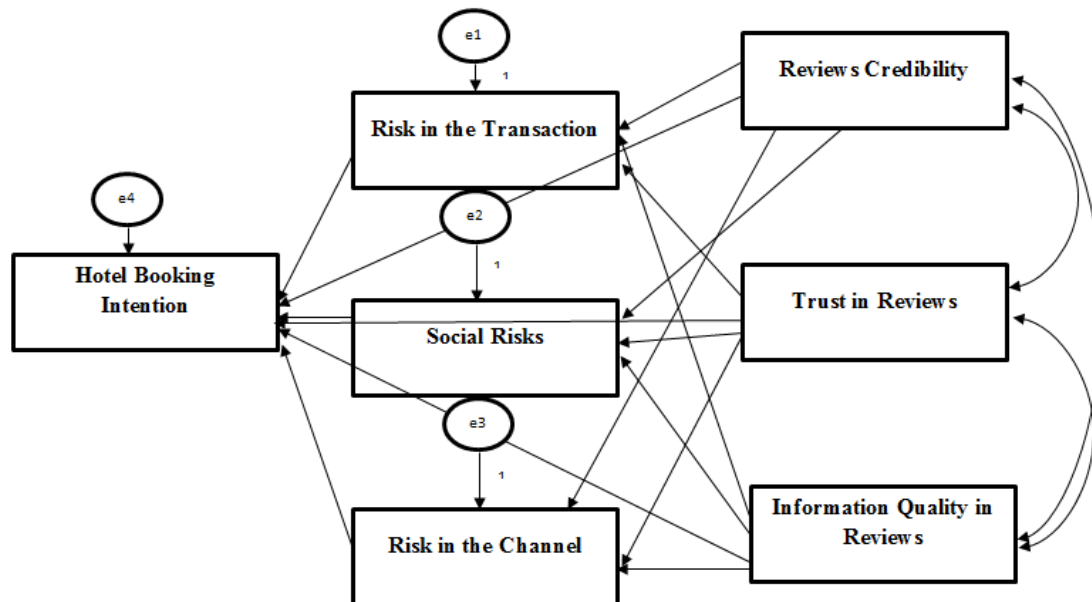 e1
1
Reviews Credibility
Risk in the Transaction
e4
e2
1
Hotel Booking
Intention
Trust in Reviews
Social Risks
e3
1
Information Quality in
Reviews
Risk in the Channel